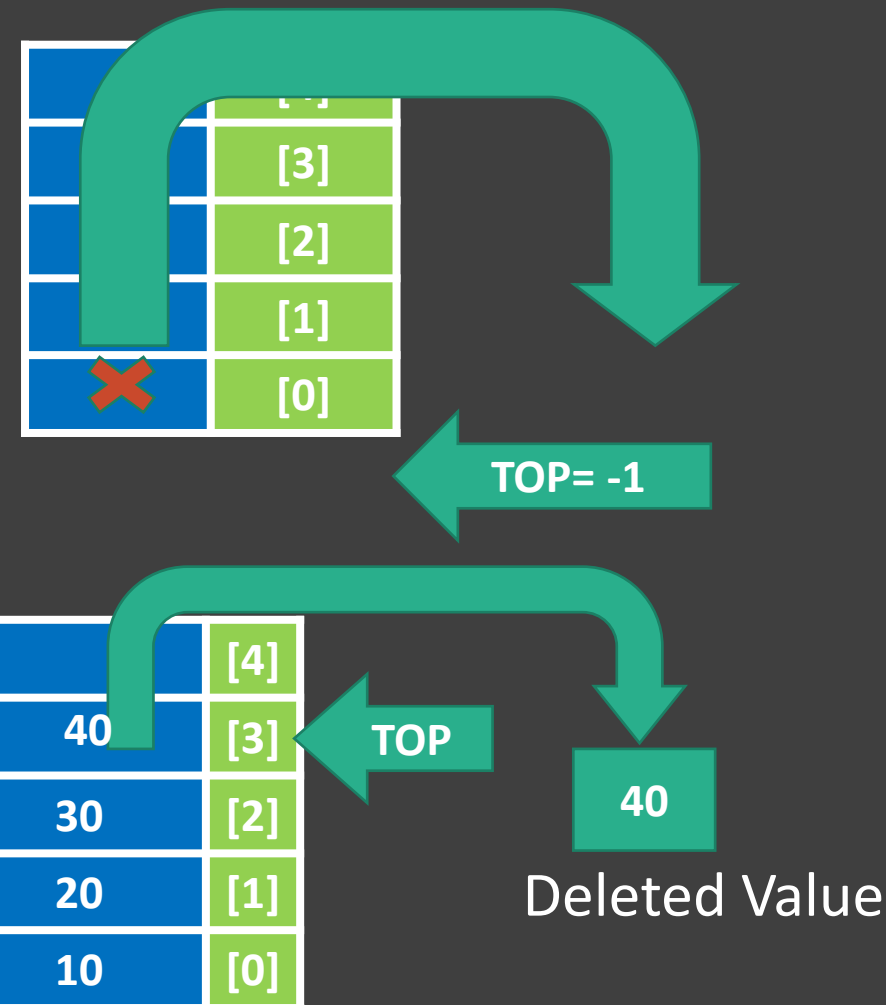 [3]
[2]
[1]
[0]
TOP= -1
[4]
40 [3] TOP
30 [2] 40
20 [1] Deleted Value
10 [0]